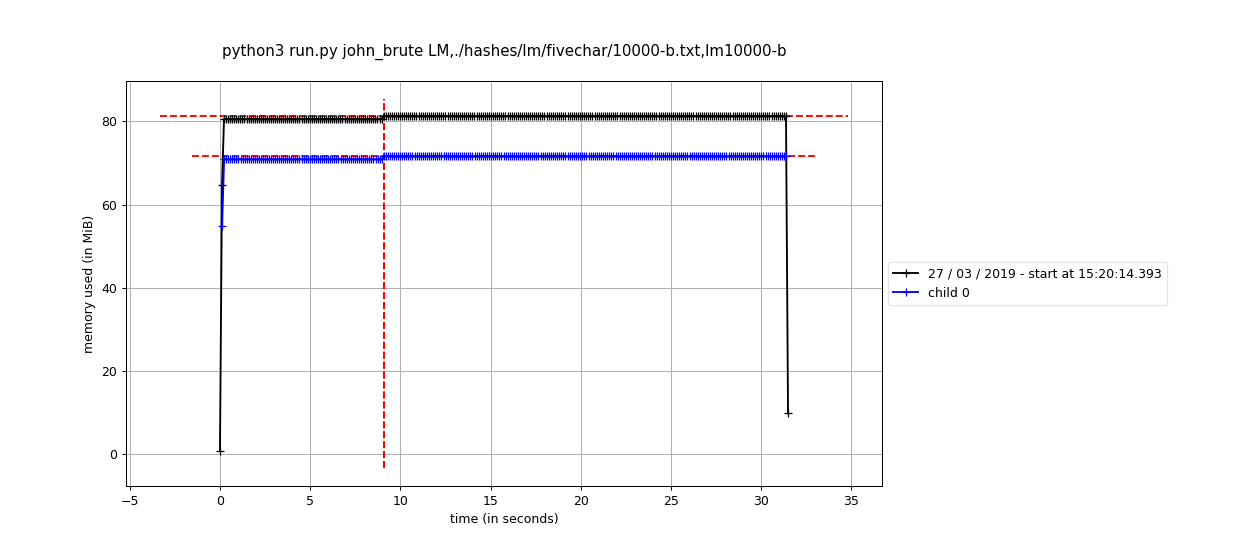 python3 run.py john_brute LM,./hashes/lm/fivechar/10000-b.txt,lm10000-b
memory used (in MiB)
80
60
40
20
0
−5
0
5
10
15
20
25
30
35
time (in seconds)
27 / 03 / 2019 - start at 15:20:14.393
child 0